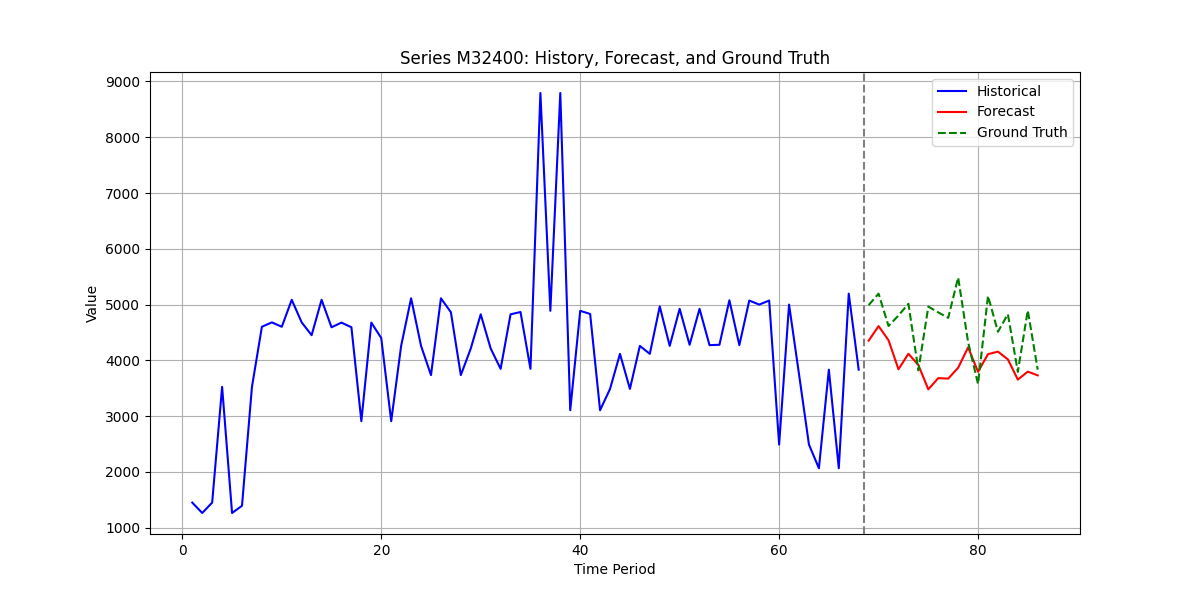 Series M32400: History, Forecast, and Ground Truth
9000
8000
7000
6000
5000
4000
3000
2000
1000
Value
0
20
40
60
80
Time Period
Historical
Forecast
Ground Truth